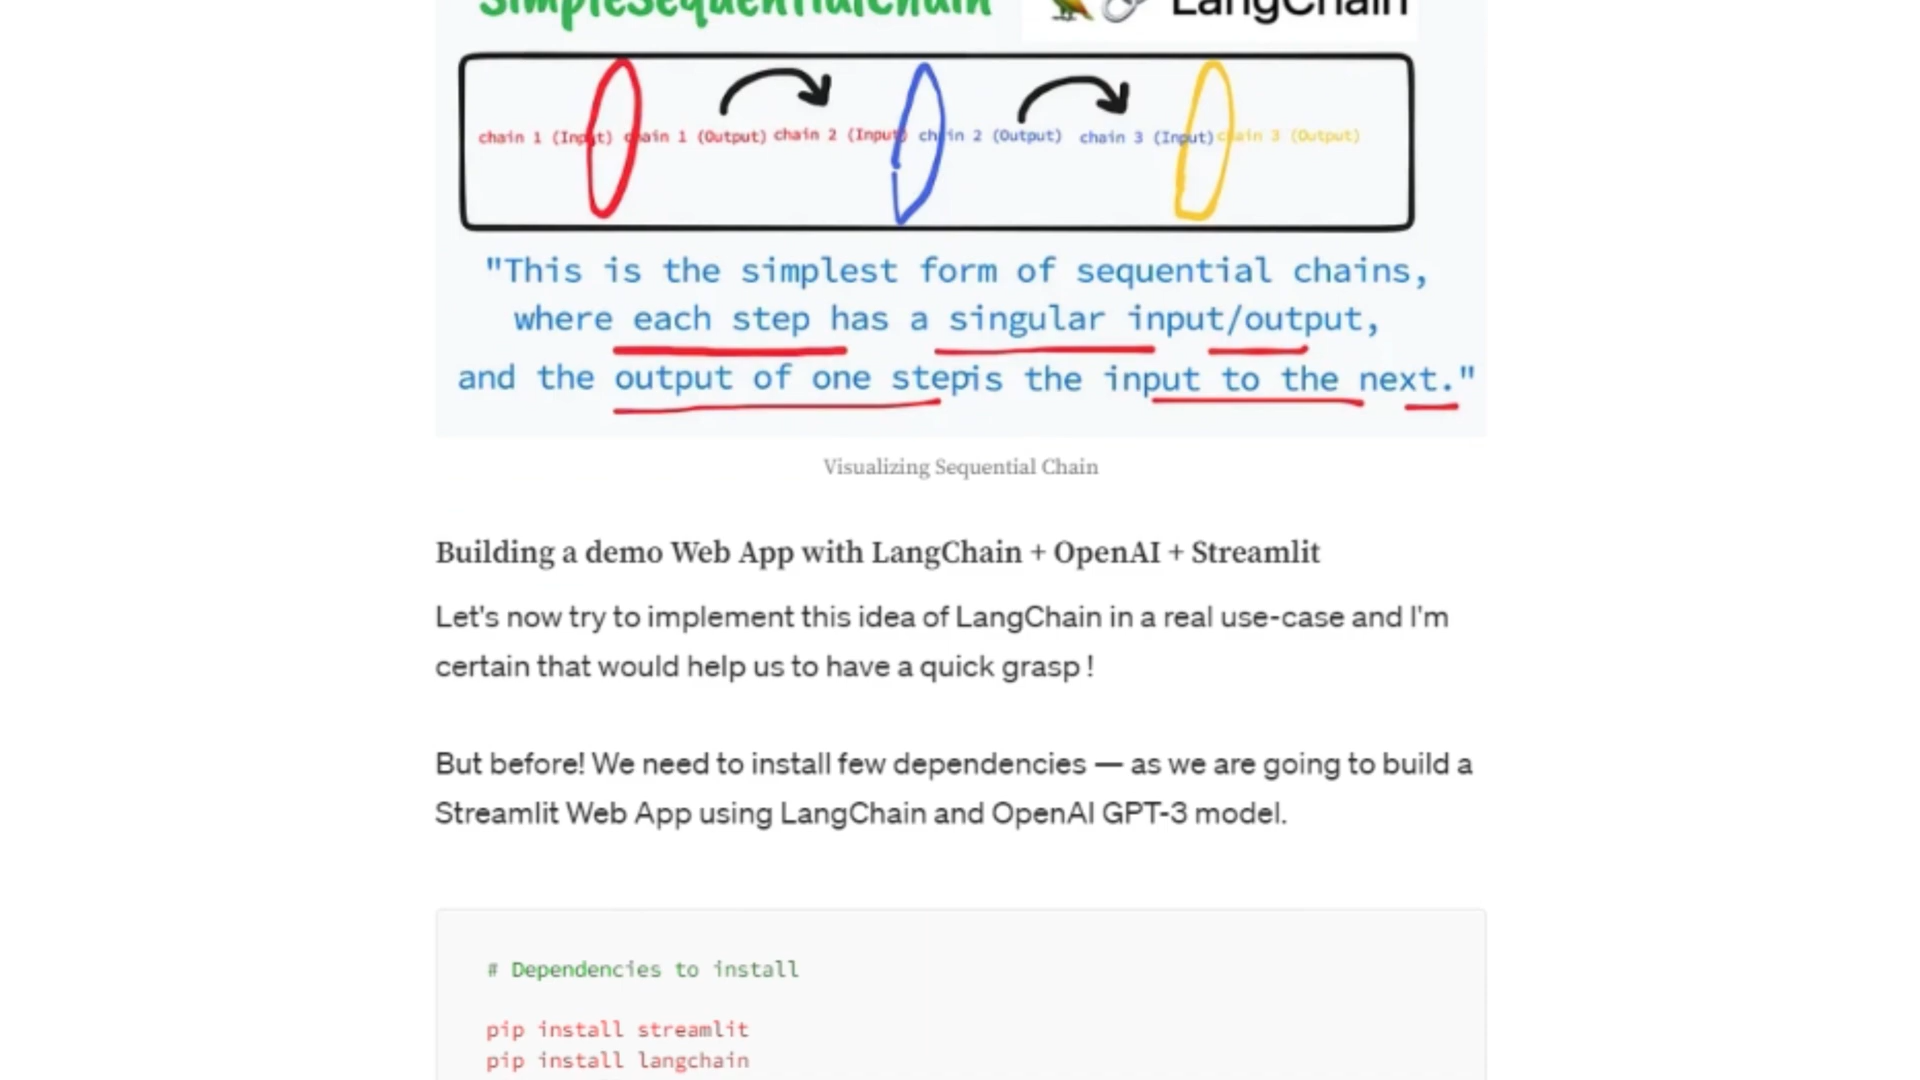 SimpleSequentialChain LangChain
chain 1 (Input) chain 1 (Output) chain 2 (Input) chain 2 (Output) chain 3 (Input) chain 3 (Output)
"This is the simplest form of sequential chains,
where each step has a singular input/output,
and the output of one step is the input to the next."
Visualizing Sequential Chain
Building a demo Web App with LangChain + OpenAI + Streamlit
Let's now try to implement this idea of LangChain in a real use-case and I'm
certain that would help us to have a quick grasp !
But before! We need to install few dependencies — as we are going to build a
Streamlit Web App using LangChain and OpenAI GPT-3 model.
# Dependencies to install
pip install streamlit
pip install langchain